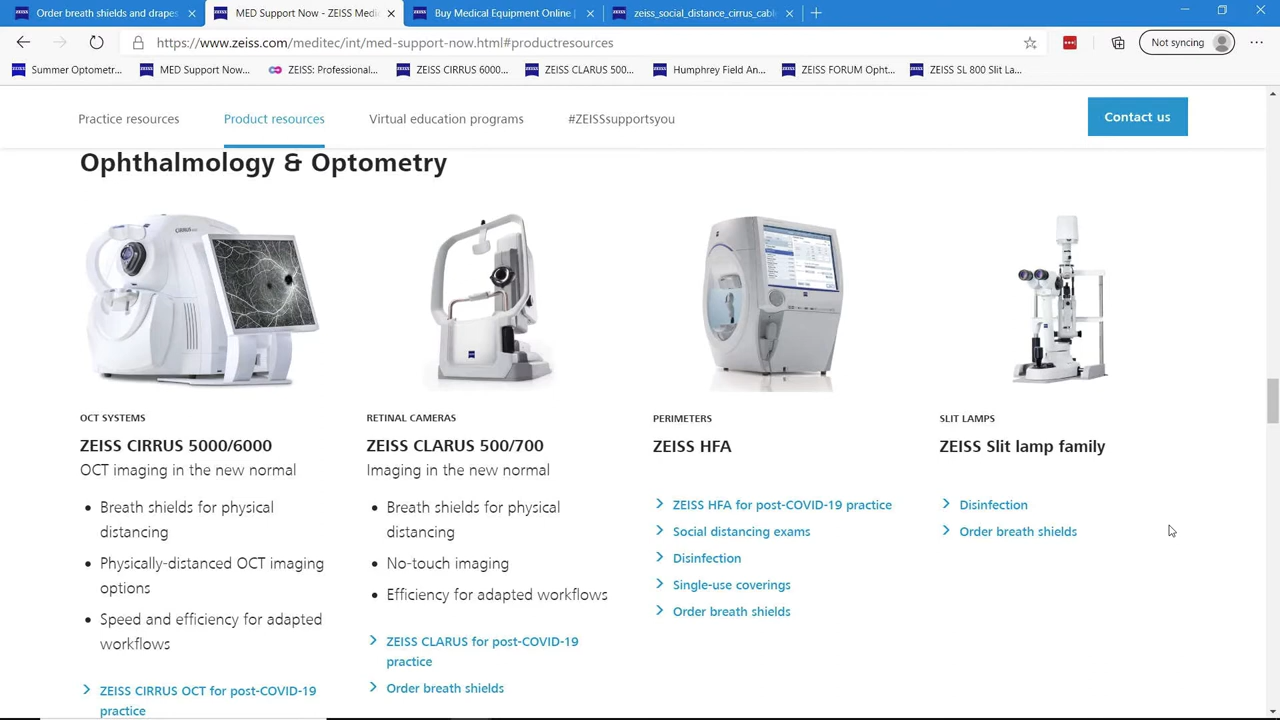 Order breath shields and drapes
MED Support Now - ZEISS Medi
Buy Medical Equipment Online |
zeiss_social_distance_cirrus_cabl
https://www.zeiss.com/meditec/int/med-support-now.html#productresources
Not syncing
Summer Optometr...
MED Support Now...
ZEISS: Professional...
ZEISS CIRRUS 6000...
ZEISS CLARUS 500...
Humphrey Field An...
ZEISS FORUM Opht...
ZEISS SL 800 Slit La...
Practice resources
Product resources
Virtual education programs
#ZEISSsupportsyou
Contact us
Ophthalmology & Optometry
OCT SYSTEMS
ZEISS CIRRUS 5000/6000
OCT imaging in the new normal
Breath shields for physical
distancing
Physically-distanced OCT imaging
options
Speed and efficiency for adapted
workflows
ZEISS CIRRUS OCT for post-COVID-19
practice
RETINAL CAMERAS
ZEISS CLARUS 500/700
Imaging in the new normal
Breath shields for physical
distancing
No-touch imaging
Efficiency for adapted workflows
ZEISS CLARUS for post-COVID-19
practice
Order breath shields
PERIMETERS
ZEISS HFA
ZEISS HFA for post-COVID-19 practice
Social distancing exams
Disinfection
Single-use coverings
Order breath shields
SLIT LAMPS
ZEISS Slit lamp family
Disinfection
Order breath shields